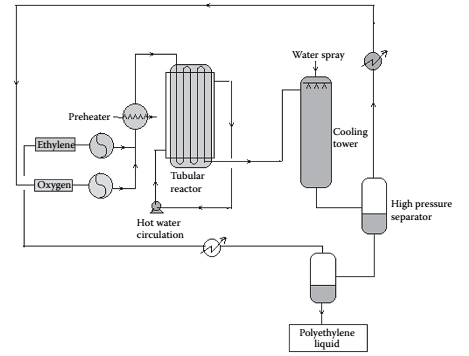 Water spray
Preheater
Cooling
tower
Ethylene
Oxygen
Tubular
reactor
High pressure
separator
Hot water
circulation
Polyethylene
liquid